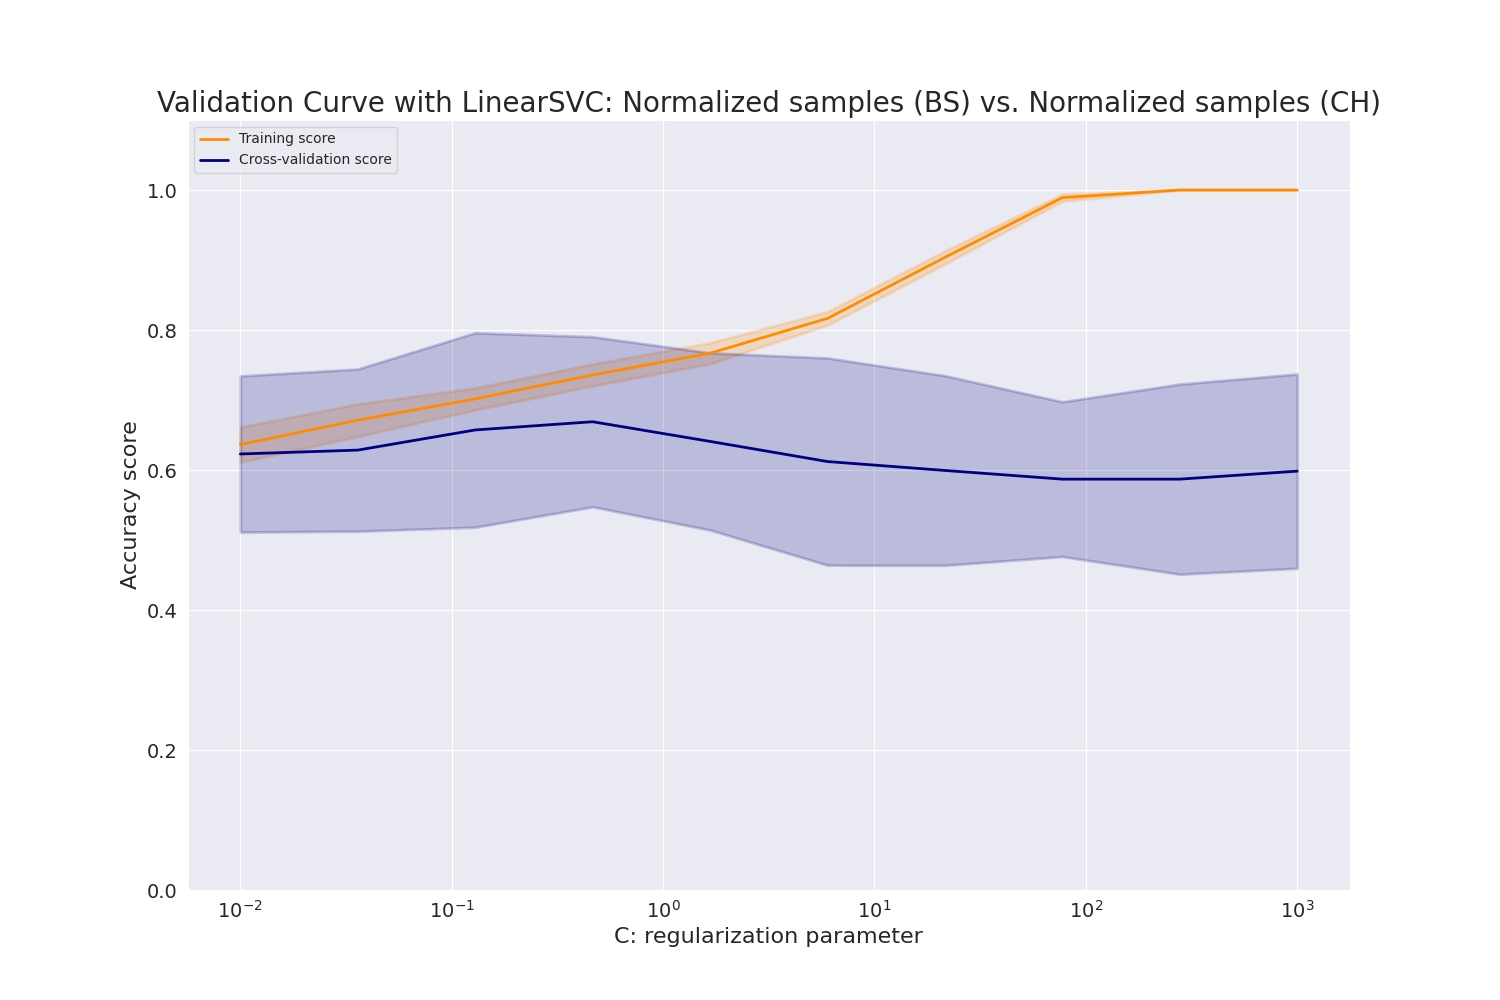 Validation Curve with LinearSVC: Normalized samples (BS) vs. Normalized samples (CH)
Training score
Cross-validation score
Accuracy score
1.0
0.8
0.6
0.4
0.2
0.0
10⁻² 10⁻¹ 10⁰ 10¹ 10² 10³
C: regularization parameter